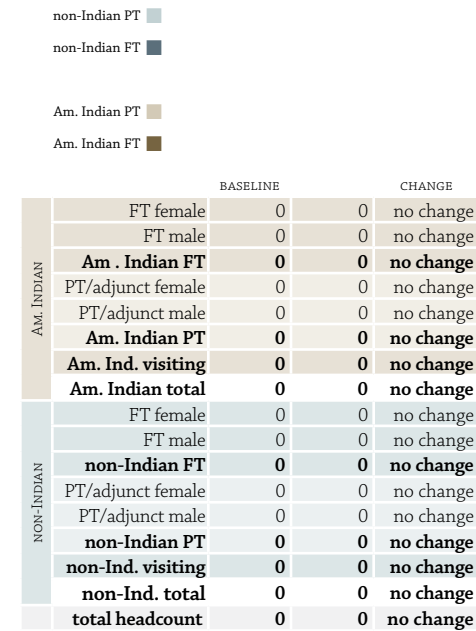 non-Indian PT
non-Indian FT
Am. Indian PT
Am. Indian FT
BASELINE CHANGE
AM. INDIAN
FT female 0 0 no change
FT male 0 0 no change
Am . Indian FT 0 0 no change
PT/adjunct female 0 0 no change
PT/adjunct male 0 0 no change
Am. Indian PT 0 0 no change
Am. Ind. visiting 0 0 no change
Am. Indian total 0 0 no change
NON-INDIAN
FT female 0 0 no change
FT male 0 0 no change
non-Indian FT 0 0 no change
PT/adjunct female 0 0 no change
PT/adjunct male 0 0 no change
non-Indian PT 0 0 no change
non-Ind. visiting 0 0 no change
non-Ind. total 0 0 no change
total headcount 0 0 no change